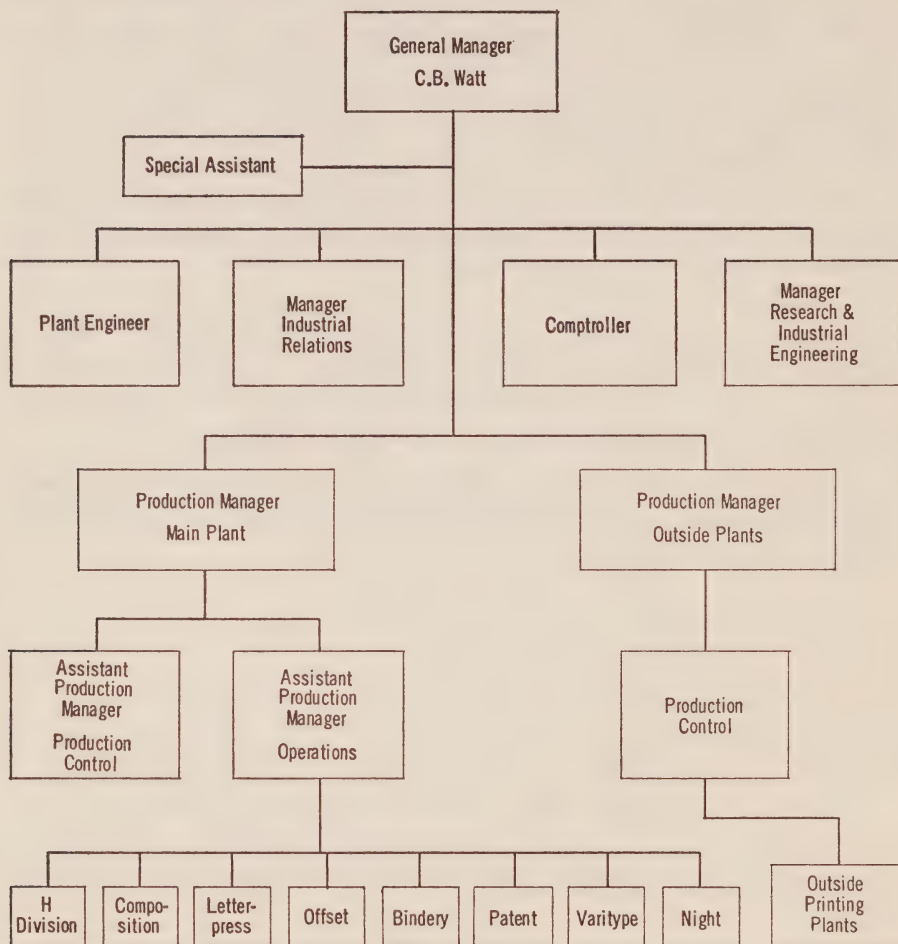 General Manager
C.B. Watt
Special Assistant
Plant Engineer
Manager
Industrial
Relations
Comptroller
Manager
Research &
Industrial
Engineering
Production Manager
Main Plant
Production Manager
Outside Plants
Assistant
Production
Manager
Production
Control
Assistant
Production
Manager
Operations
Production
Control
H
Division
Compo-
sition
Letter-
press
Offset
Bindery
Patent
Varitype
Night
Outside
Printing
Plants